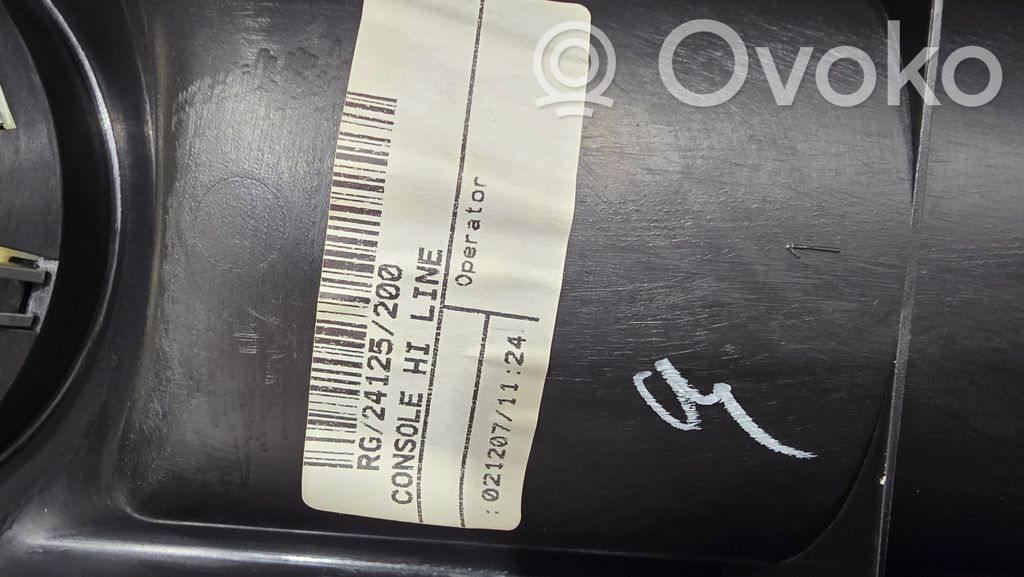 RG/24125/200
CONSOLE HI LINE
Operator
:021207/11:24
Ovoko